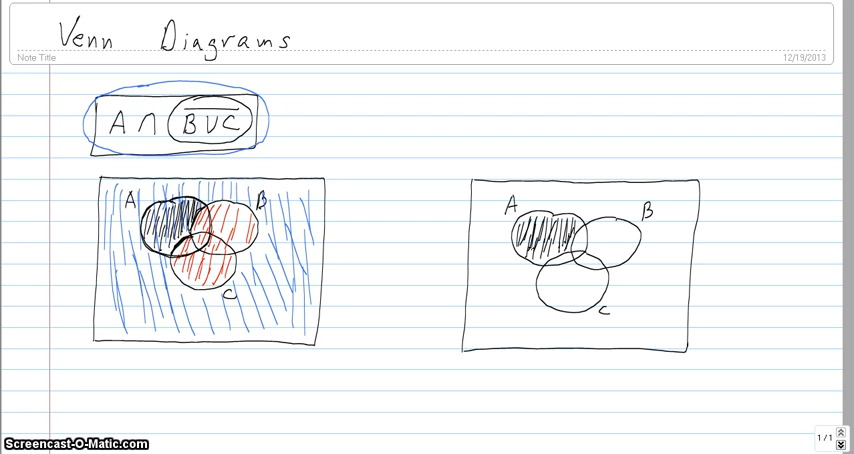 Venn Diagrams
Note Title
12/19/2013
A ∩ B̅ ̅∪̅ ̅C̅
A
B
C
A
B
C
1/1
Screencast-O-Matic.com